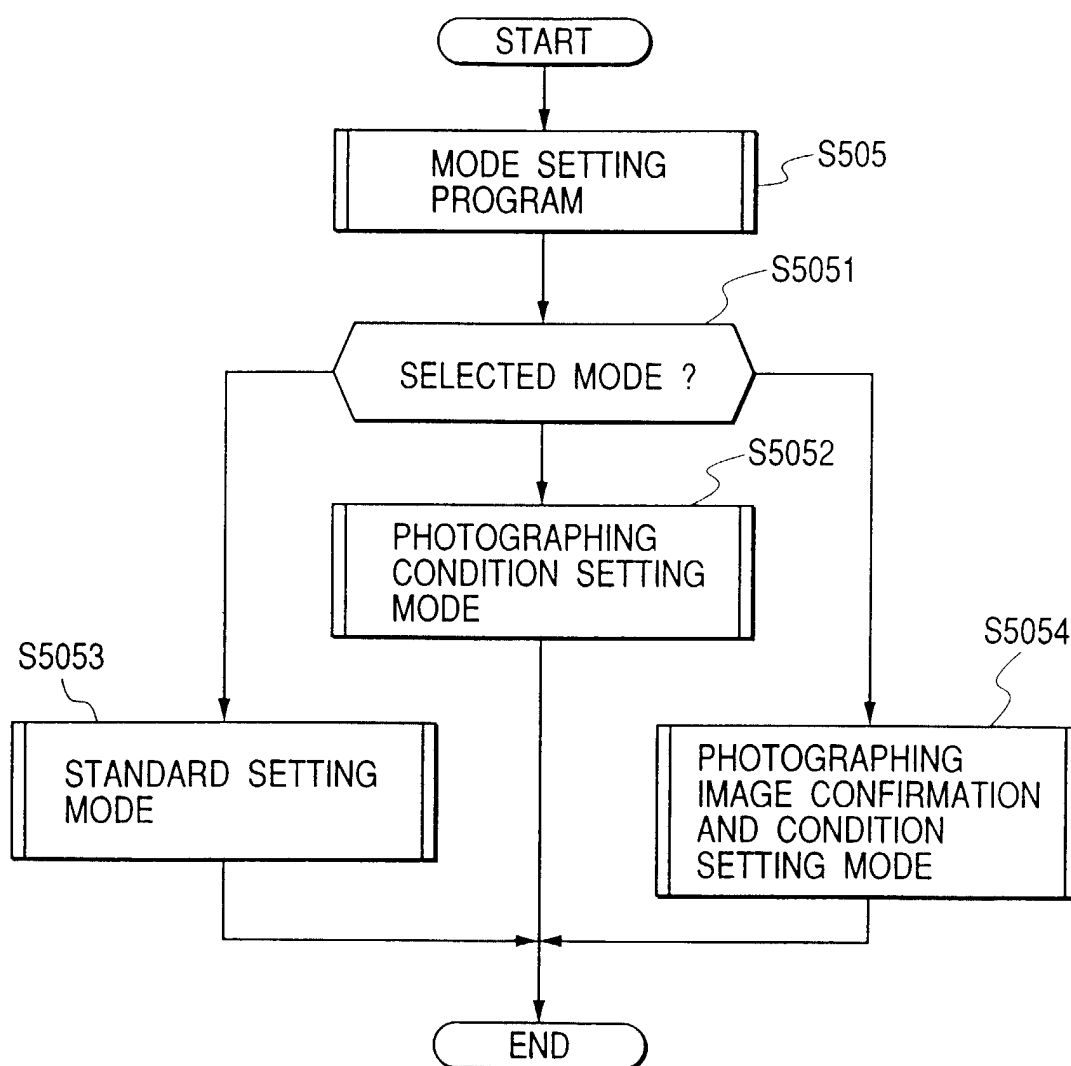 START
MODE SETTING
PROGRAM
S505
S5051
SELECTED MODE ?
S5052
PHOTOGRAPHING
CONDITION SETTING
MODE
S5053
STANDARD SETTING
MODE
S5054
PHOTOGRAPHING
IMAGE CONFIRMATION
AND CONDITION
SETTING MODE
END